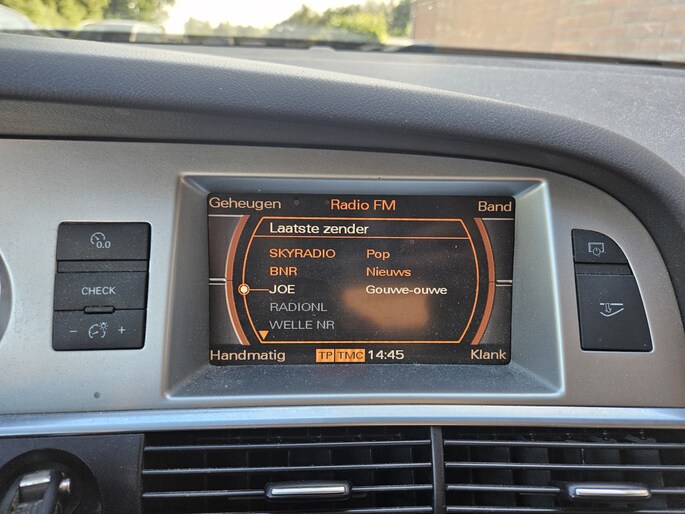 Geheugen Radio FM Band
Laatste zender
SKYRADIO Pop
BNR Nieuws
JOE Gouwe-ouwe
RADIONL
WELLE NR
Handmatig TP TMC 14:45 Klank
0.0
CHECK
- +